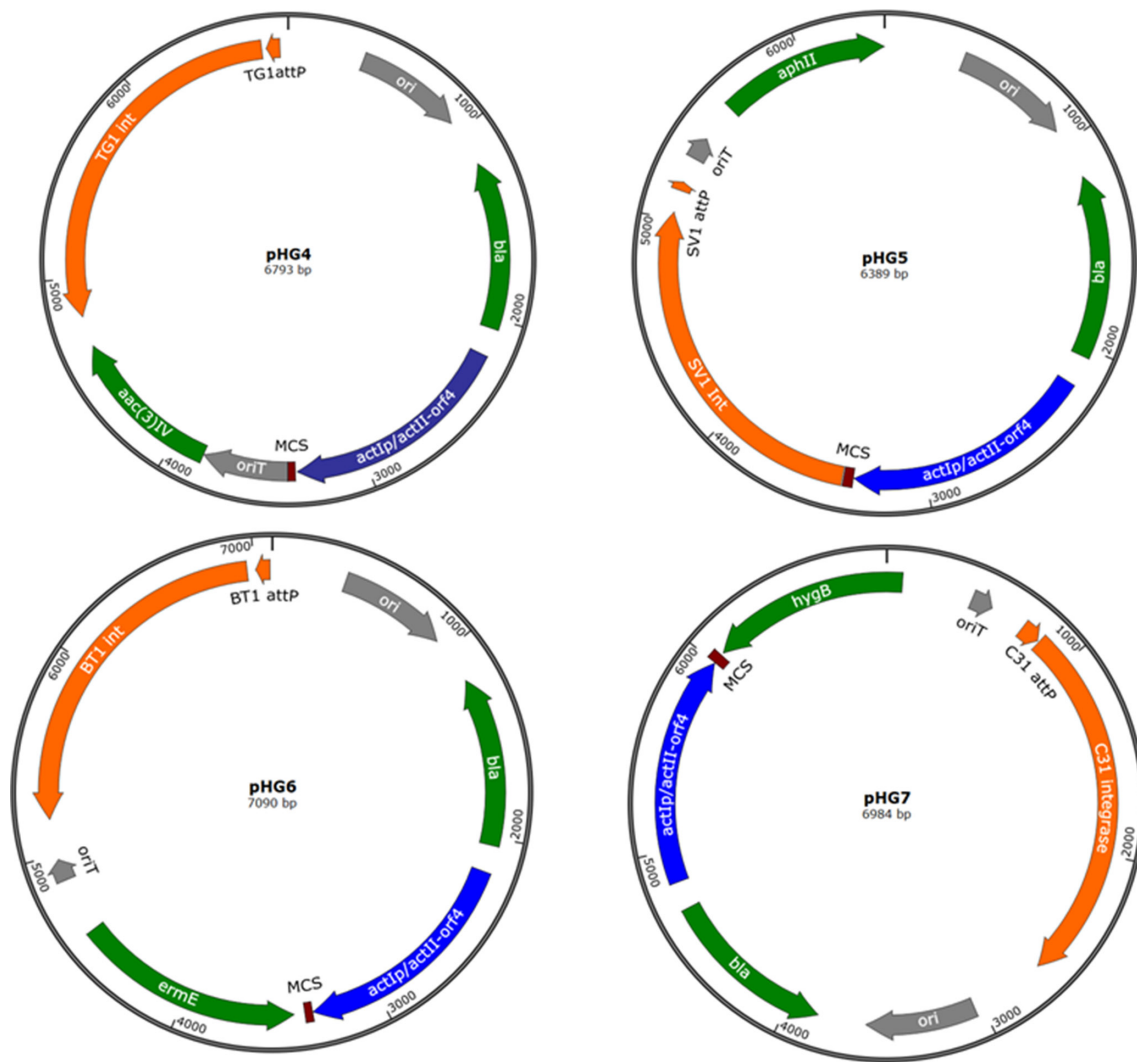 TG1attP
ori
1000
bla
2000
actIp/actII-orf4
3000
MCS
oriT
4000
aac(3)IV
5000
TG1 int
6000
pHG4
6793 bp
aphII
6000
ori
1000
bla
2000
actIp/actII-orf4
3000
MCS
SV1 Int
4000
5000
SV1 attP
oriT
pHG5
6389 bp
7000
BT1 attP
ori
1000
bla
2000
actIp/actII-orf4
3000
MCS
ermE
4000
oriT
5000
BT1 int
6000
pHG6
7090 bp
hygB
oriT
C31 attP
1000
C31 integrase
2000
3000
ori
4000
bla
5000
actIp/actII-orf4
MCS
6000
pHG7
6984 bp